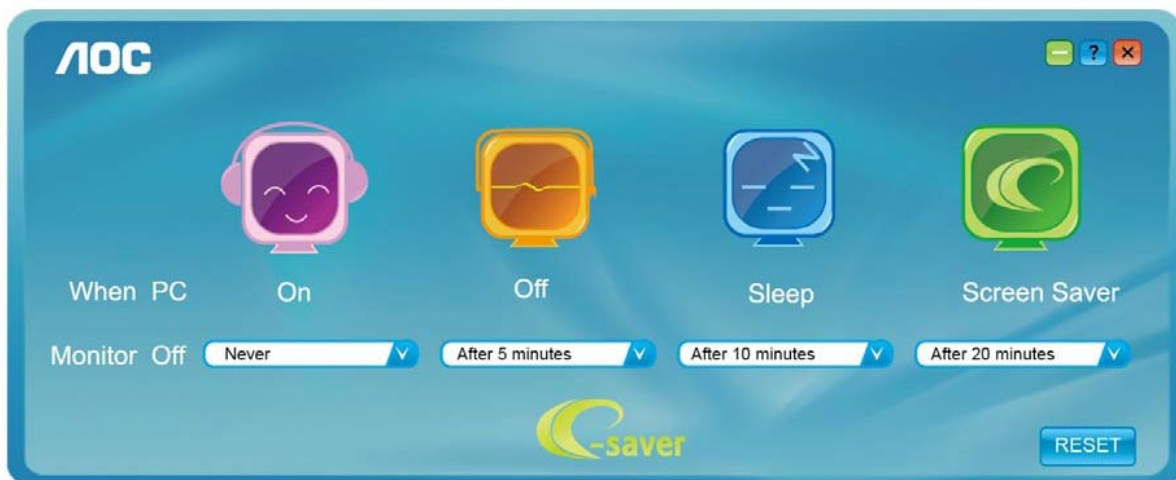 AOC
?
When PC On Off Sleep Screen Saver
Monitor Off Never After 5 minutes After 10 minutes After 20 minutes
e-saver
RESET